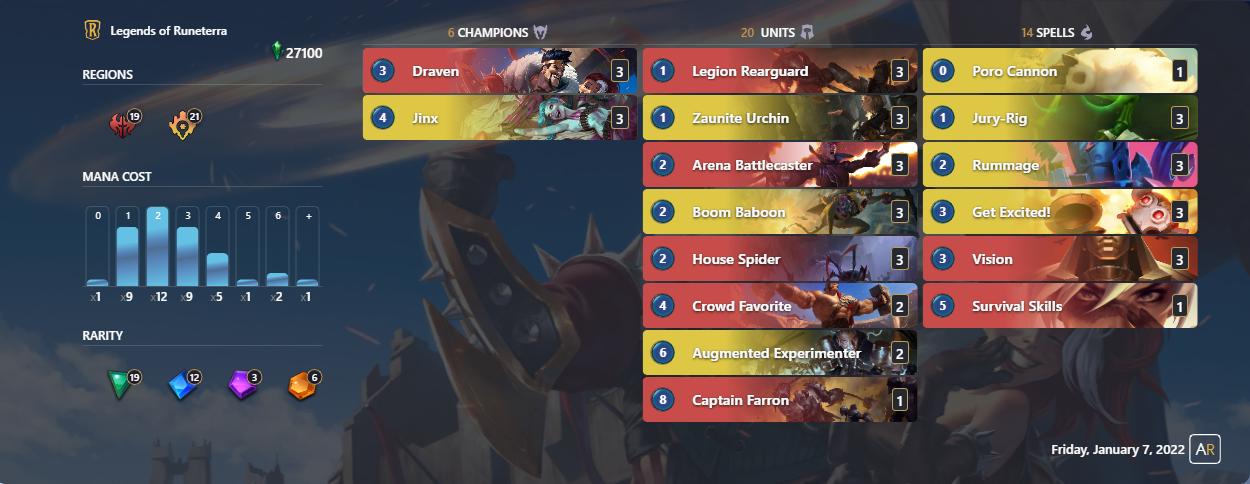 Legends of Runeterra
27100
REGIONS
19 21
MANA COST
0 1 2 3 4 5 6 +
x1 x9 x12 x9 x5 x1 x2 x1
RARITY
19 12 3 6
6 CHAMPIONS
3 Draven 3
4 Jinx 3
20 UNITS
1 Legion Rearguard 3
1 Zaunite Urchin 3
2 Arena Battlecaster 3
2 Boom Baboon 3
2 House Spider 3
4 Crowd Favorite 2
6 Augmented Experimenter 2
8 Captain Farron 1
14 SPELLS
0 Poro Cannon 1
1 Jury-Rig 3
2 Rummage 3
3 Get Excited! 3
3 Vision 3
5 Survival Skills 1
Friday, January 7, 2022 AR